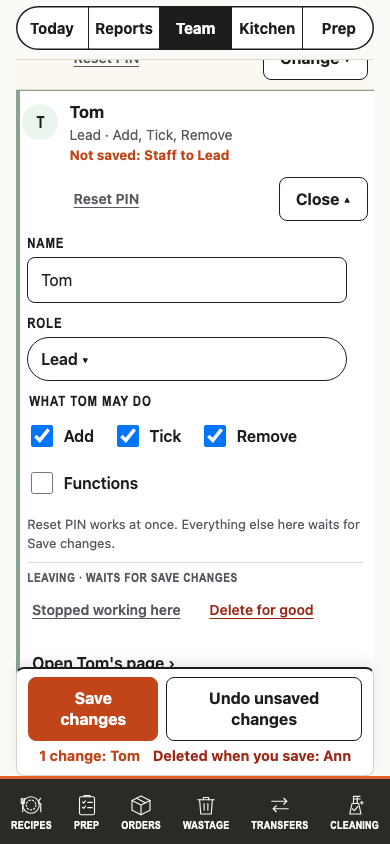 Today Reports Team Kitchen Prep
Reset PIN Change ▾
T Tom
Lead · Add, Tick, Remove
Not saved: Staff to Lead
Reset PIN Close ▴
NAME
Tom
ROLE
Lead ▾
WHAT TOM MAY DO
Add Tick Remove
Functions
Reset PIN works at once. Everything else here waits for
Save changes.
LEAVING · WAITS FOR SAVE CHANGES
Stopped working here Delete for good
Open Tom's page ›
Save
changes
Undo unsaved
changes
1 change: Tom Deleted when you save: Ann
RECIPES PREP ORDERS WASTAGE TRANSFERS CLEANING